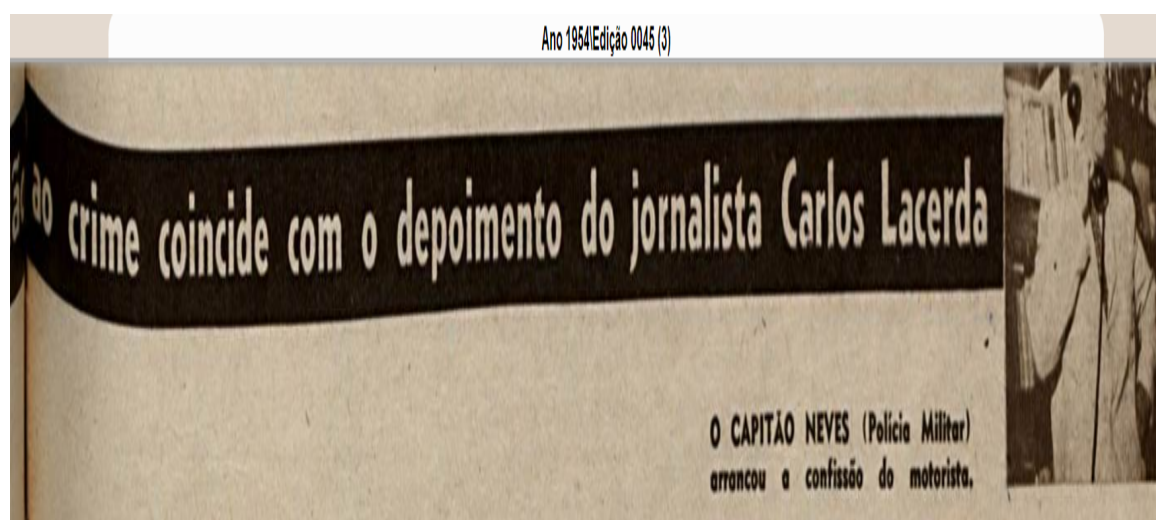 Ano 1954\Edição 0045 (3)
ao crime coincide com o depoimento do jornalista Carlos Lacerda
O CAPITÃO NEVES (Polícia Militar)
arrancou a confissão do motorista.